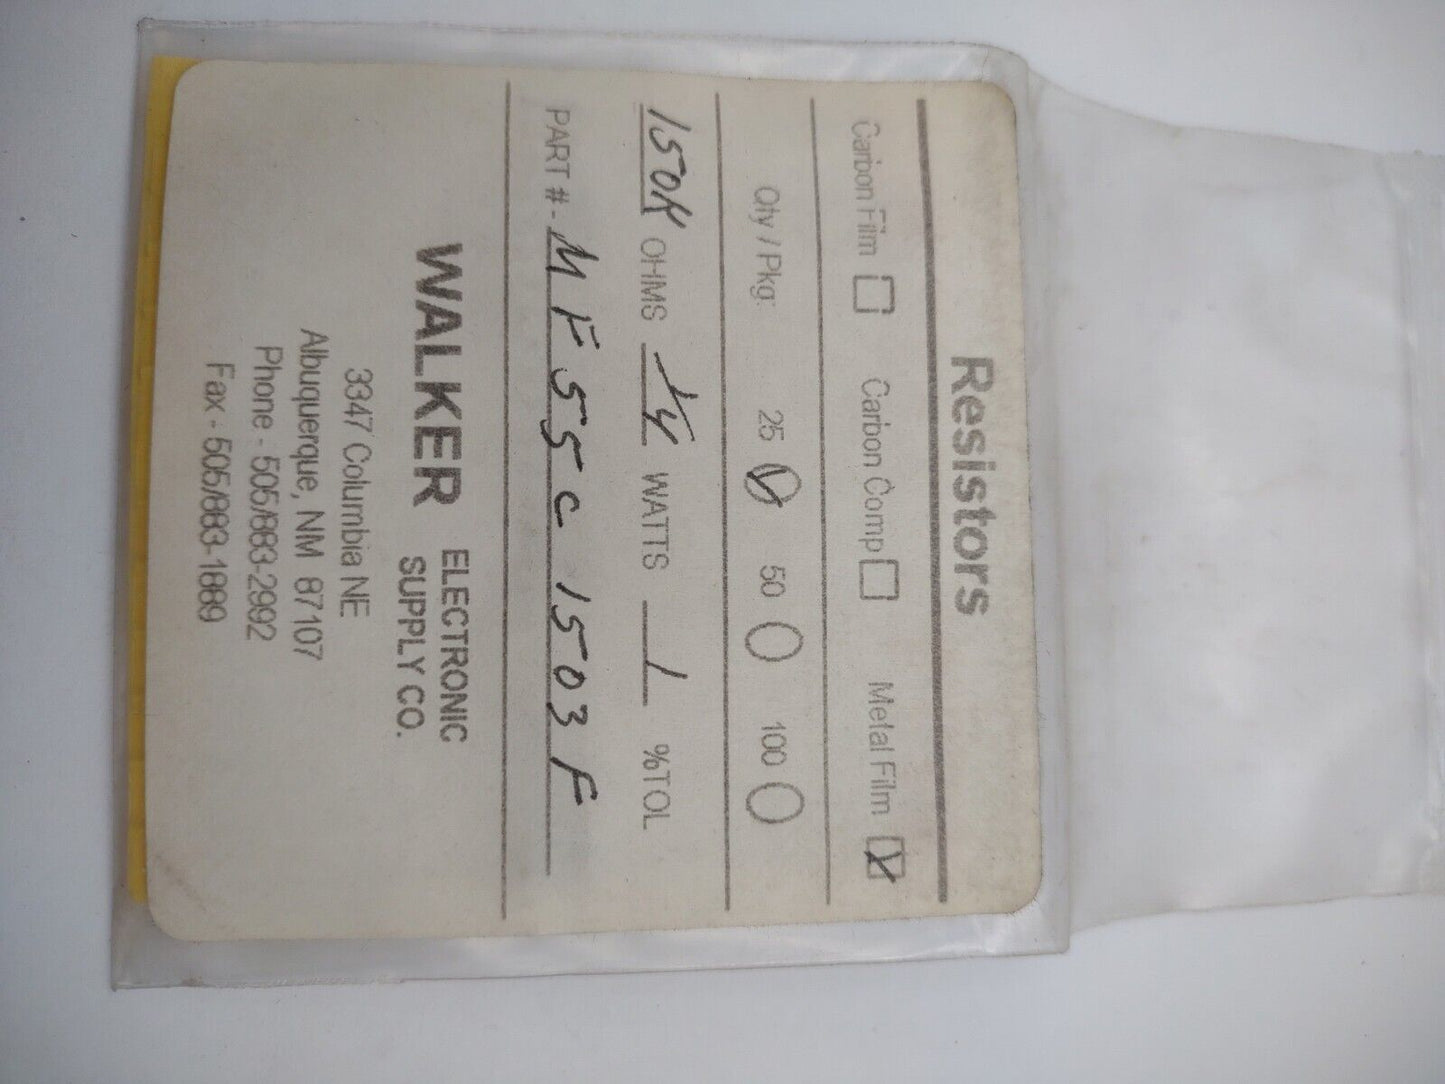 Resistors
Carbon Film Carbon Comp Metal Film
Qty / Pkg: 25 50 100
150K OHMS 1/4 WATTS 1 %TOL
PART #- MF55C1503F
WALKER ELECTRONIC SUPPLY CO.
3347 Columbia NE
Albuquerque, NM 87107
Phone - 505/883-2992
Fax - 505/883-1889